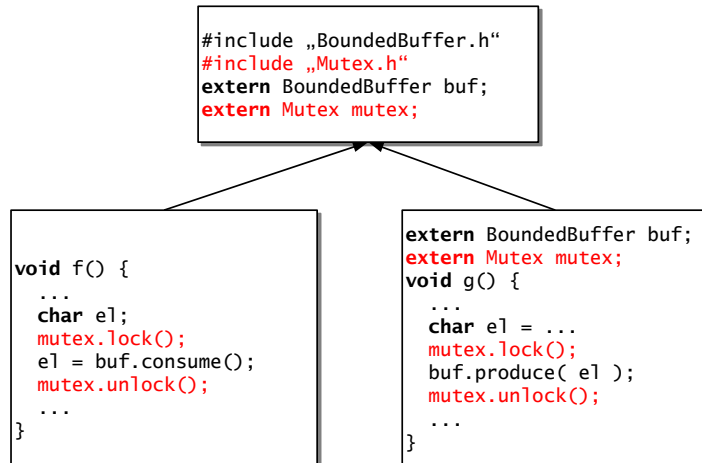 #include „BoundedBuffer.h“
#include „Mutex.h“
extern BoundedBuffer buf;
extern Mutex mutex;
void f() {
...
char el;
mutex.lock();
el = buf.consume();
mutex.unlock();
...
}
extern BoundedBuffer buf;
extern Mutex mutex;
void g() {
...
char el = ...
mutex.lock();
buf.produce( el );
mutex.unlock();
...
}